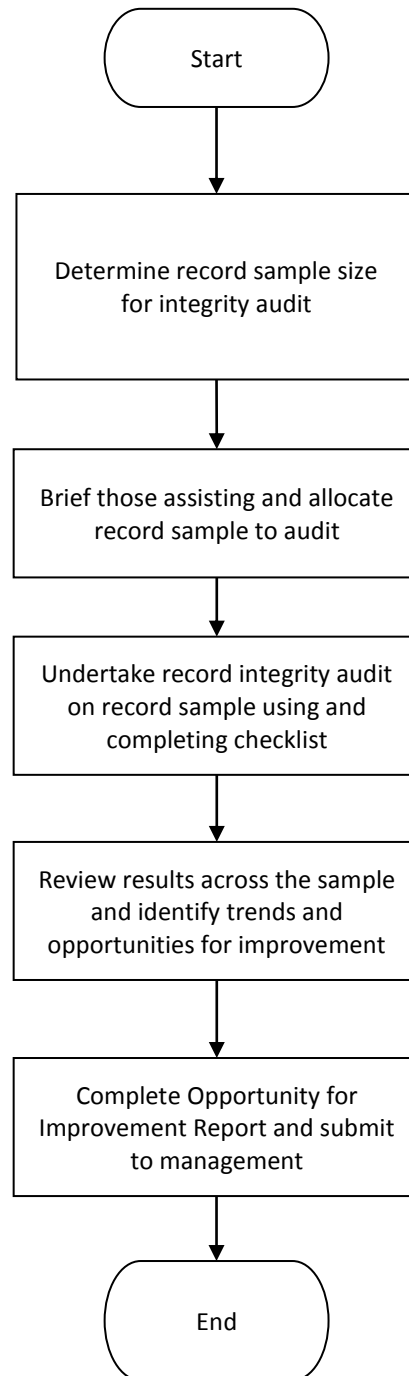 Start
Determine record sample size
for integrity audit
Brief those assisting and allocate
record sample to audit
Undertake record integrity audit
on record sample using and
completing checklist
Review results across the sample
and identify trends and
opportunities for improvement
Complete Opportunity for
Improvement Report and submit
to management
End